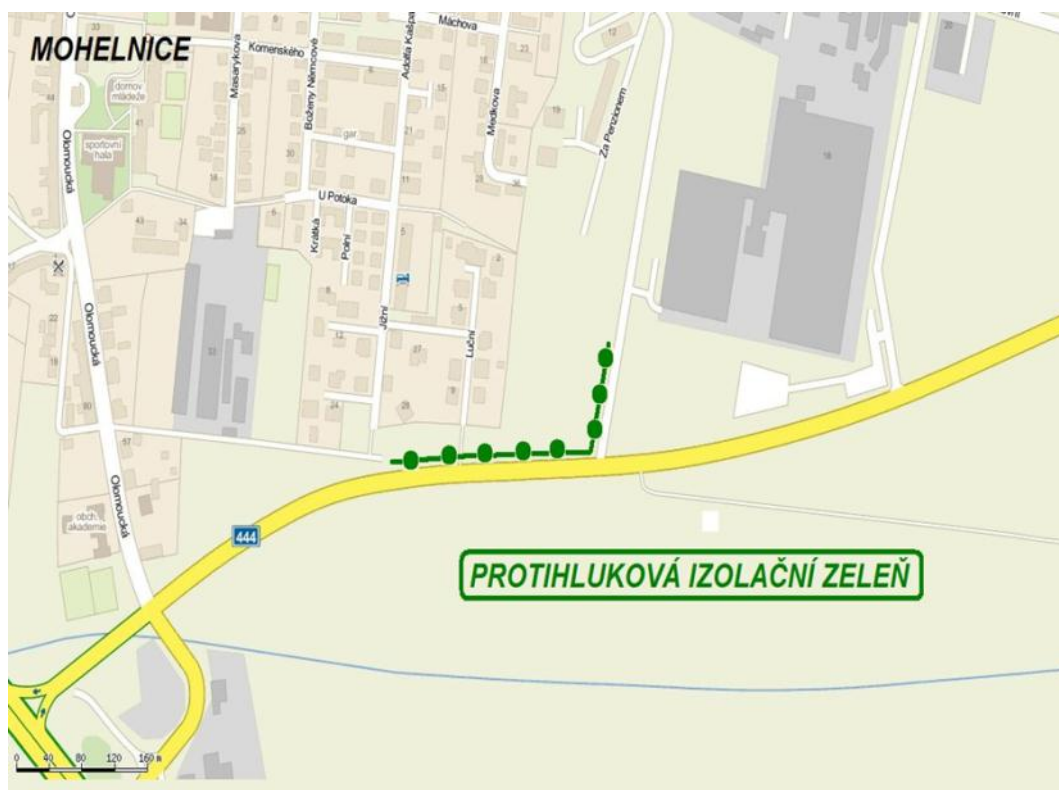 MOHELNICE
Máchova
Komenského
Masarykova
Boženy Němcové
Adolfa Kašpa
Medkova
Za Penzionem
domov
mládeže
sportovní
hala
Olomoucká
gar.
U Potoka
Krátká
Polní
Jižní
Luční
Olomoucká
Olomoucká
obch.
akademie
444
PROTIHLUKOVÁ IZOLAČNÍ ZELEŇ
0 40 80 120 160 m